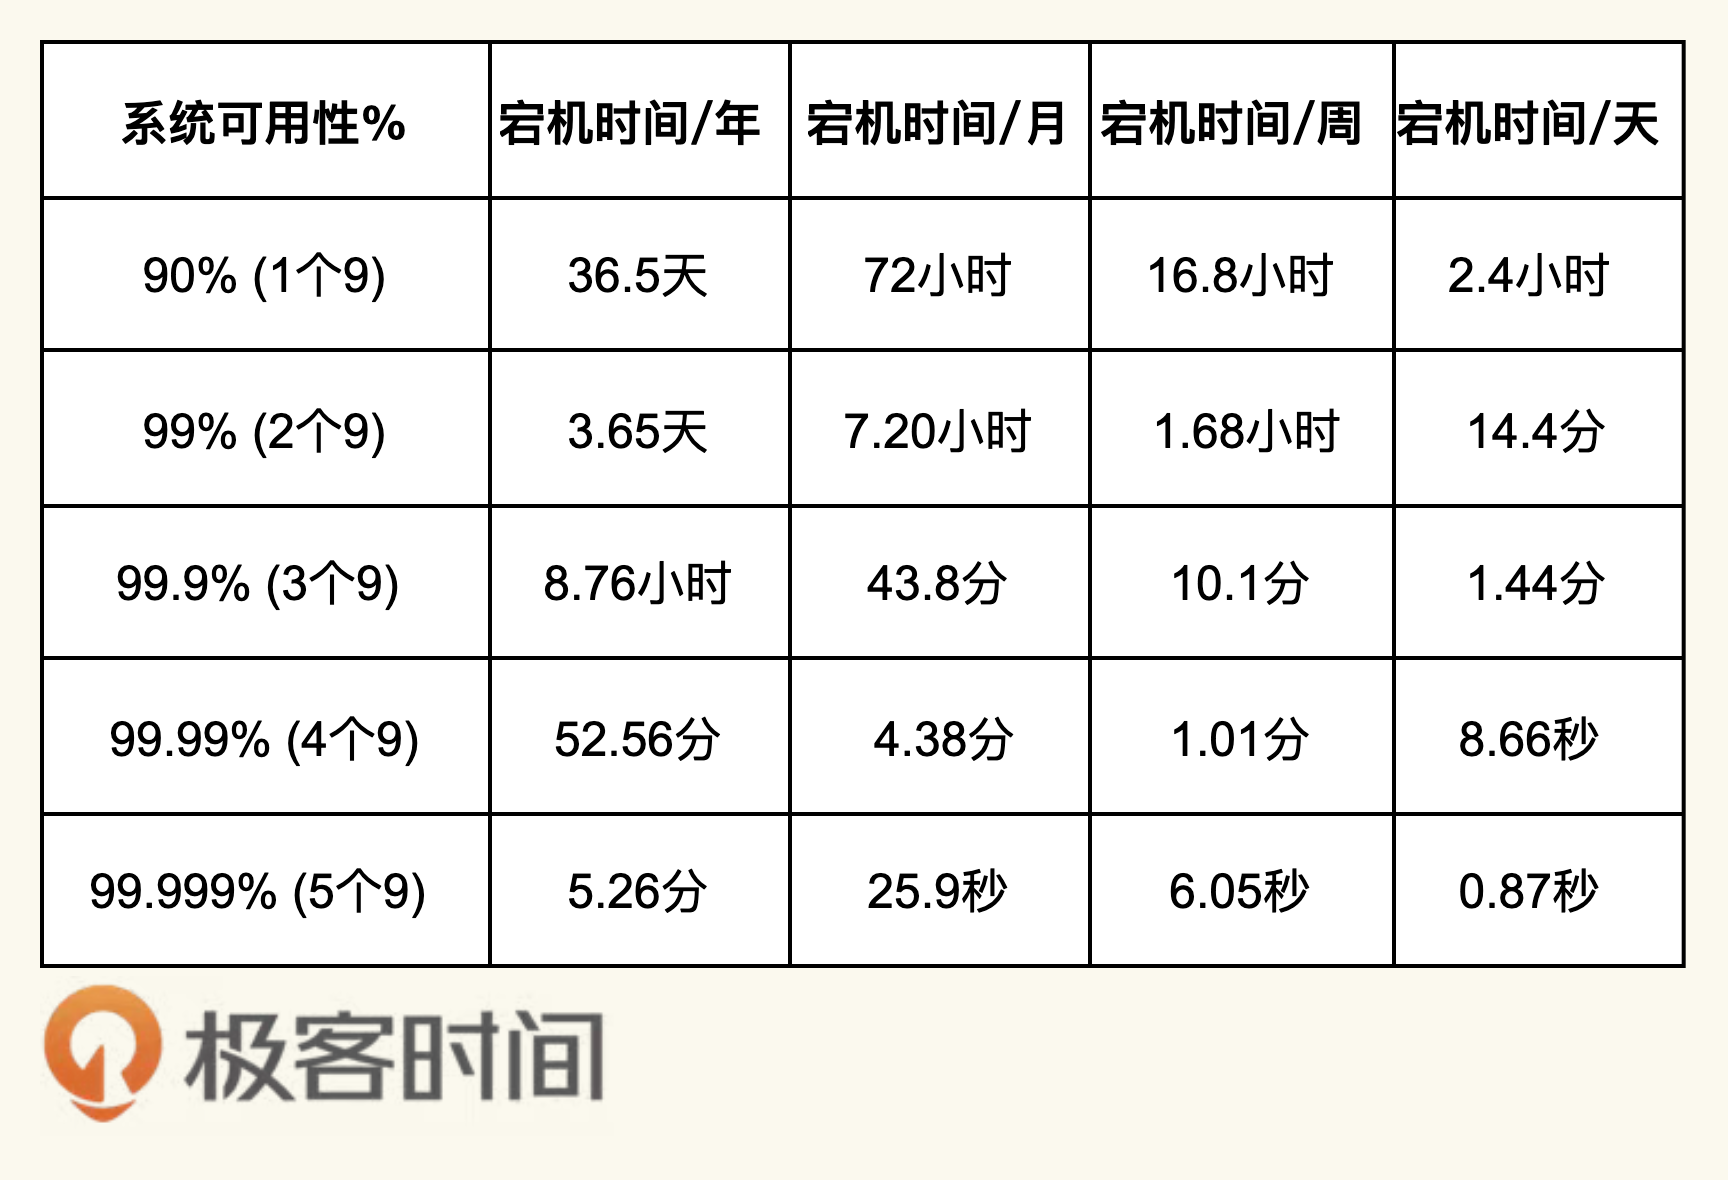 系统可用性% 宕机时间/年 宕机时间/月 宕机时间/周 宕机时间/天
90% (1个9) 36.5天 72小时 16.8小时 2.4小时
99% (2个9) 3.65天 7.20小时 1.68小时 14.4分
99.9% (3个9) 8.76小时 43.8分 10.1分 1.44分
99.99% (4个9) 52.56分 4.38分 1.01分 8.66秒
99.999% (5个9) 5.26分 25.9秒 6.05秒 0.87秒
极客时间